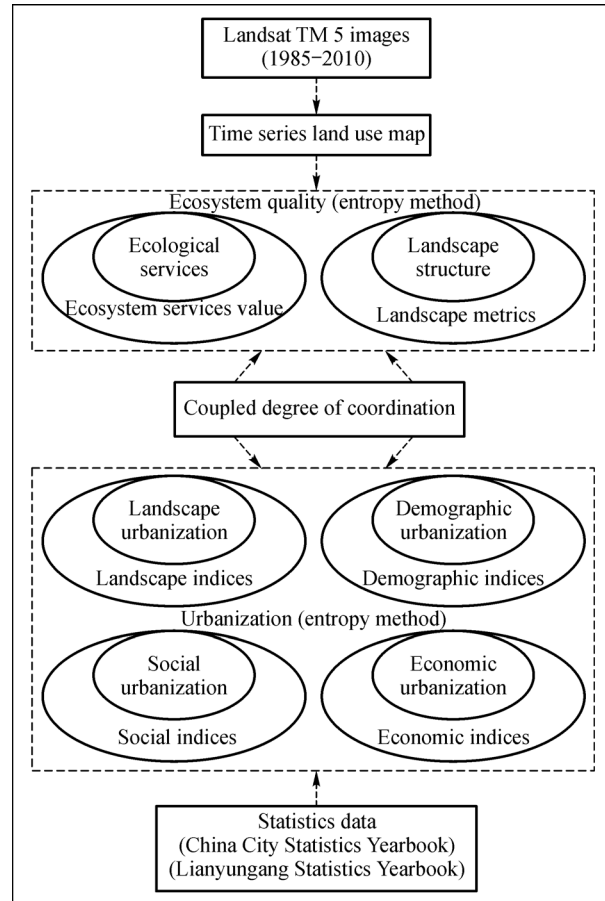 Landsat TM 5 images
(1985−2010)
Time series land use map
Ecosystem quality (entropy method)
Ecological
services
Ecosystem services value
Landscape
structure
Landscape metrics
Coupled degree of coordination
Landscape
urbanization
Landscape indices
Demographic
urbanization
Demographic indices
Urbanization (entropy method)
Social
urbanization
Social indices
Economic
urbanization
Economic indices
Statistics data
(China City Statistics Yearbook)
(Lianyungang Statistics Yearbook)